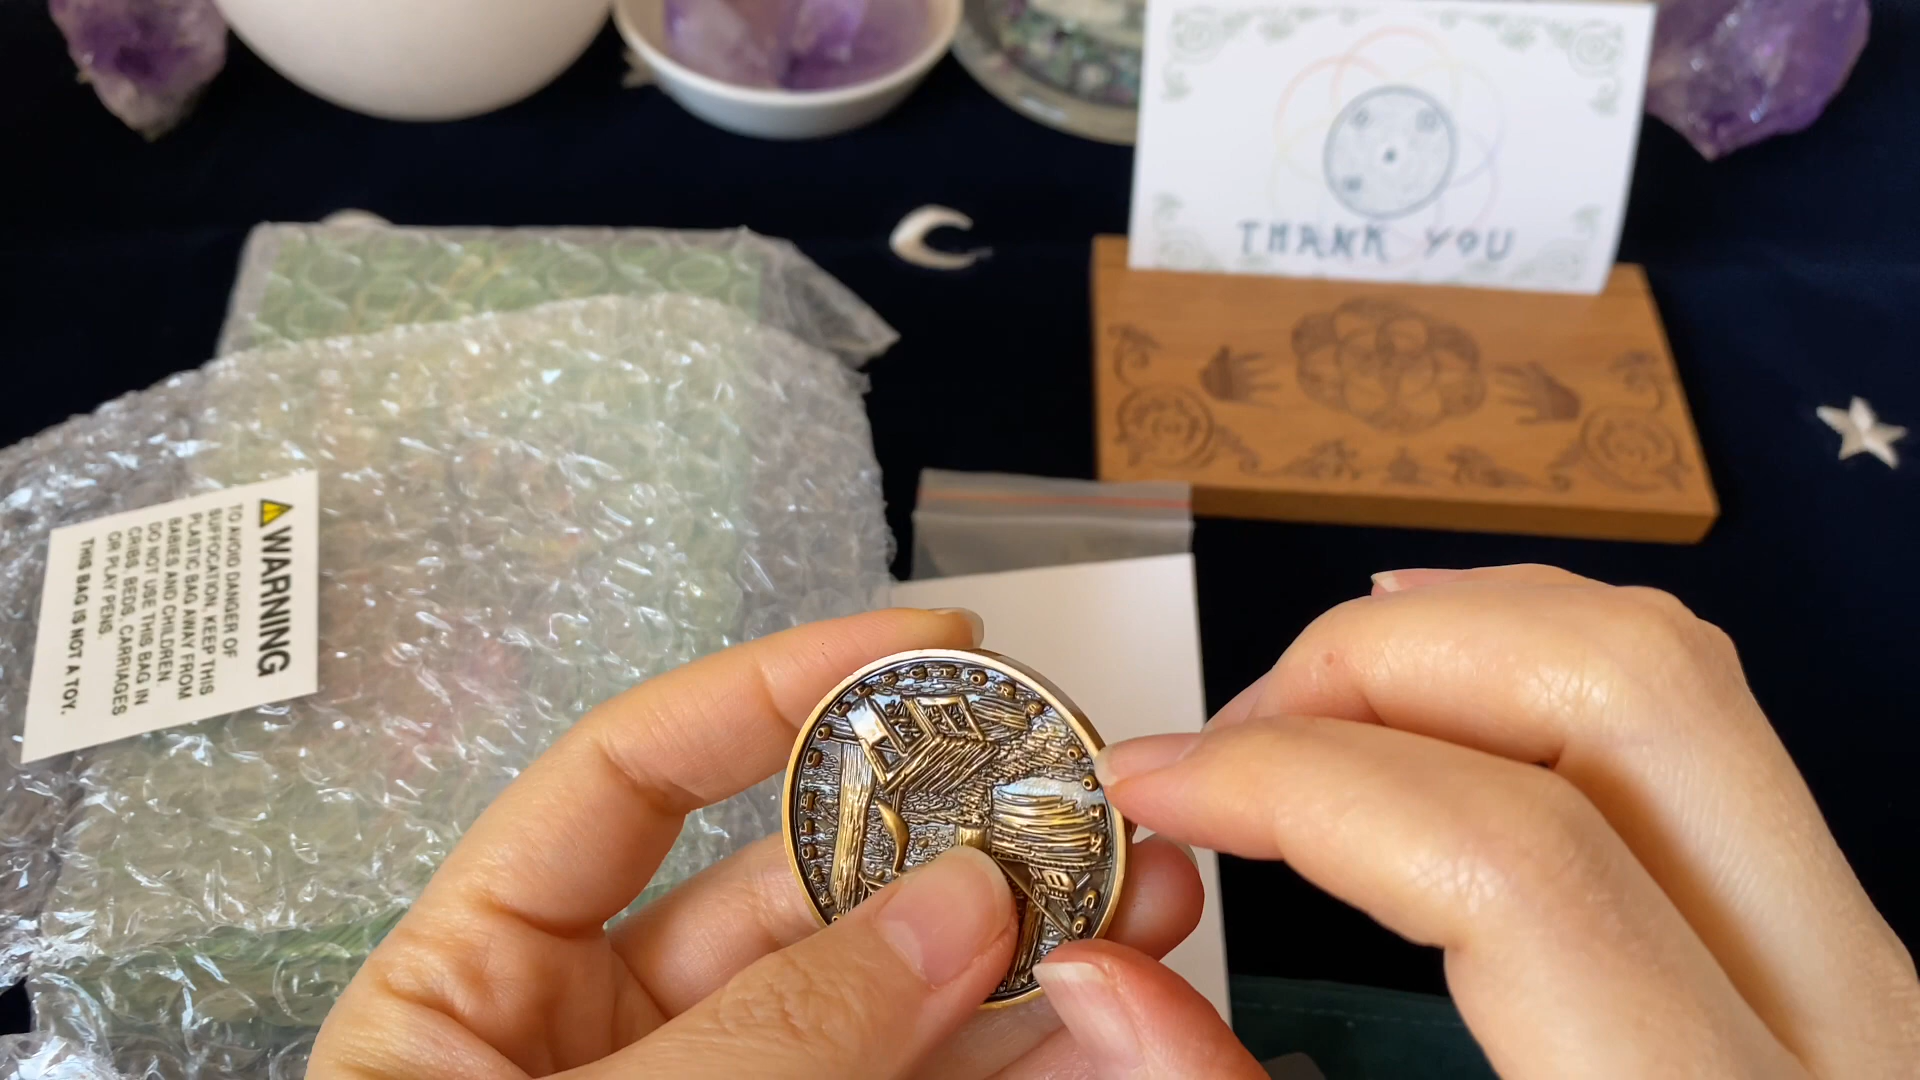 THANK YOU
WARNING
TO AVOID DANGER OF
SUFFOCATION, KEEP THIS
PLASTIC BAG AWAY FROM
BABIES AND CHILDREN.
DO NOT USE THIS BAG IN
CRIBS, BEDS, CARRIAGES
OR PLAY PENS.
THIS BAG IS NOT A TOY.